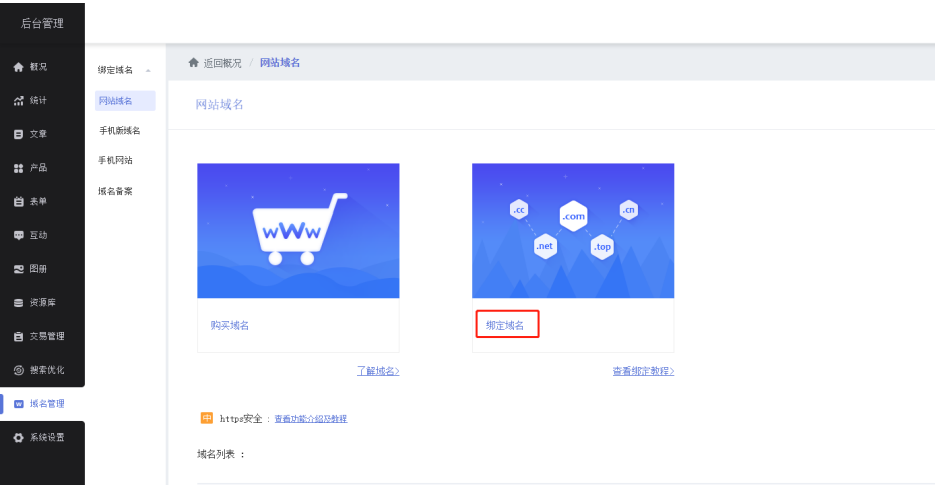 后台管理
概况
统计
文章
产品
表单
互动
图册
资源库
交易管理
搜索优化
域名管理
系统设置
绑定域名
网站域名
手机版域名
手机网站
域名备案
返回概况 / 网站域名
网站域名
wWw
购买域名
了解域名>
.cc
.com
.cn
.net
.top
绑定域名
查看绑定教程>
https安全 : 查看功能介绍及教程
域名列表 :